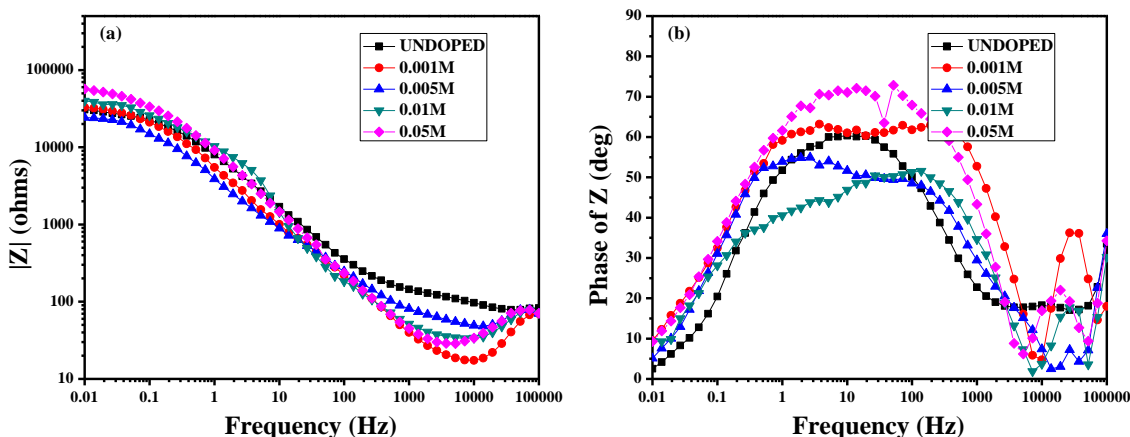 (a)
UNDOPED
0.001M
0.005M
0.01M
0.05M
100000
10000
1000
100
10
|Z| (ohms)
0.01 0.1 1 10 100 1000 10000 100000
Frequency (Hz)
(b)
UNDOPED
0.001M
0.005M
0.01M
0.05M
90
80
70
60
50
40
30
20
10
0
Phase of Z (deg)
0.01 0.1 1 10 100 1000 10000 100000
Frequency (Hz)